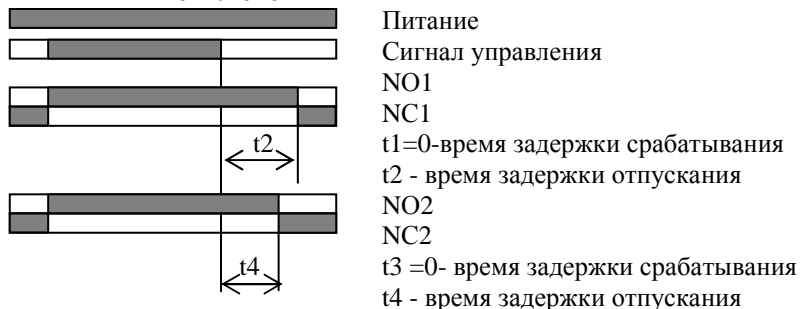 Питание
Сигнал управления
NO1
NC1
t2
t1=0-время задержки срабатывания
t2 - время задержки отпускания
NO2
NC2
t4
t3 =0- время задержки срабатывания
t4 - время задержки отпускания